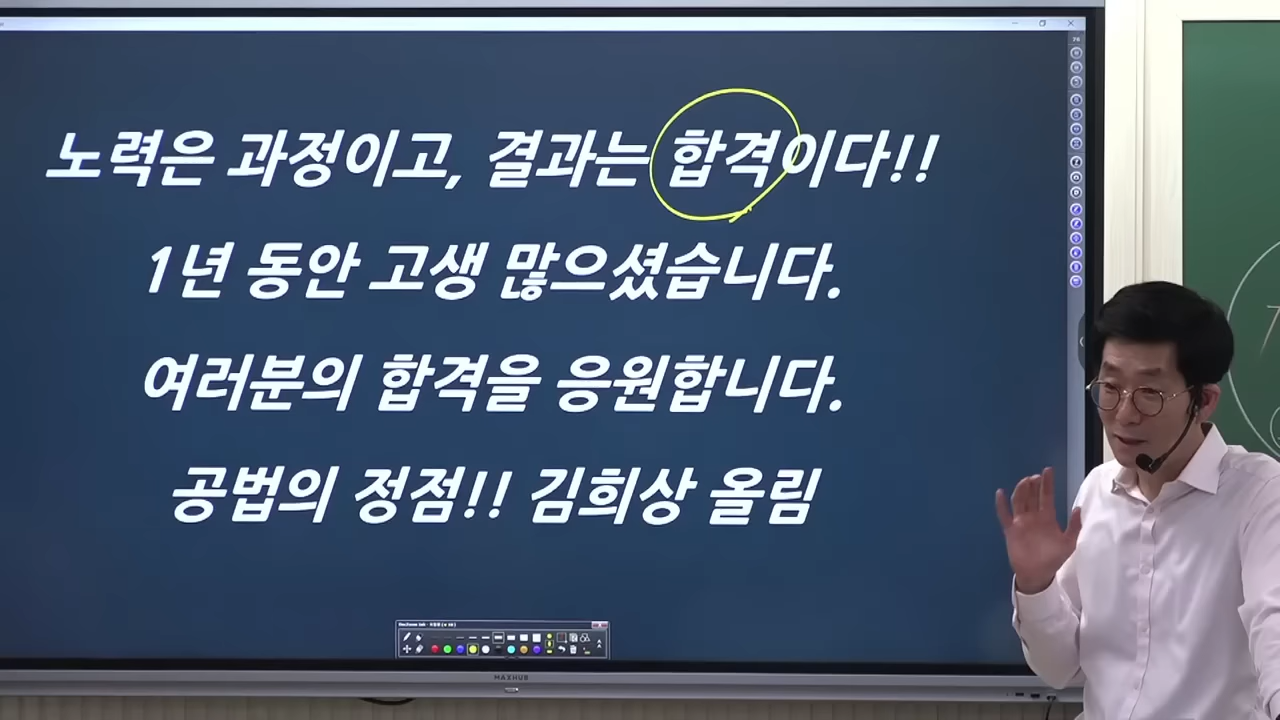 노력은 과정이고, 결과는 합격이다!!
1년 동안 고생 많으셨습니다.
여러분의 합격을 응원합니다.
공법의 정점!! 김희상 올림
MAXHUB